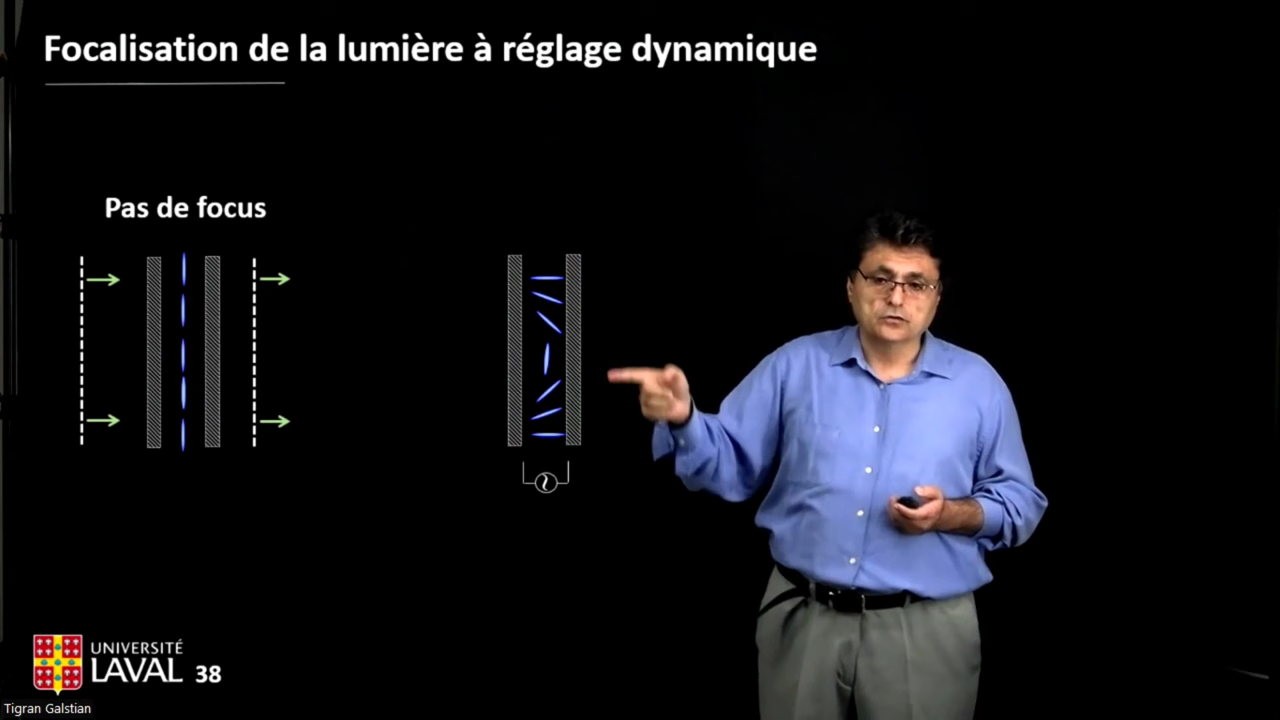 Focalisation de la lumière à réglage dynamique
Pas de focus
UNIVERSITÉ
LAVAL
38
Tigran Galstian